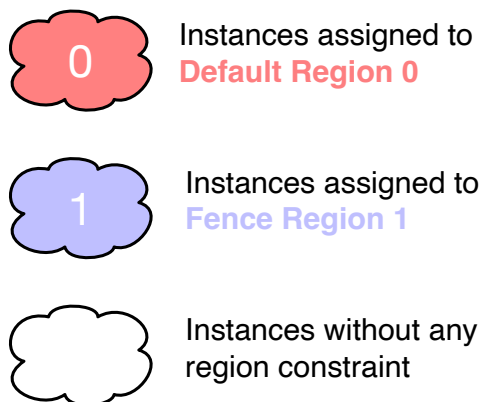 0
Instances assigned to
Default Region 0
1
Instances assigned to
Fence Region 1
Instances without any
region constraint